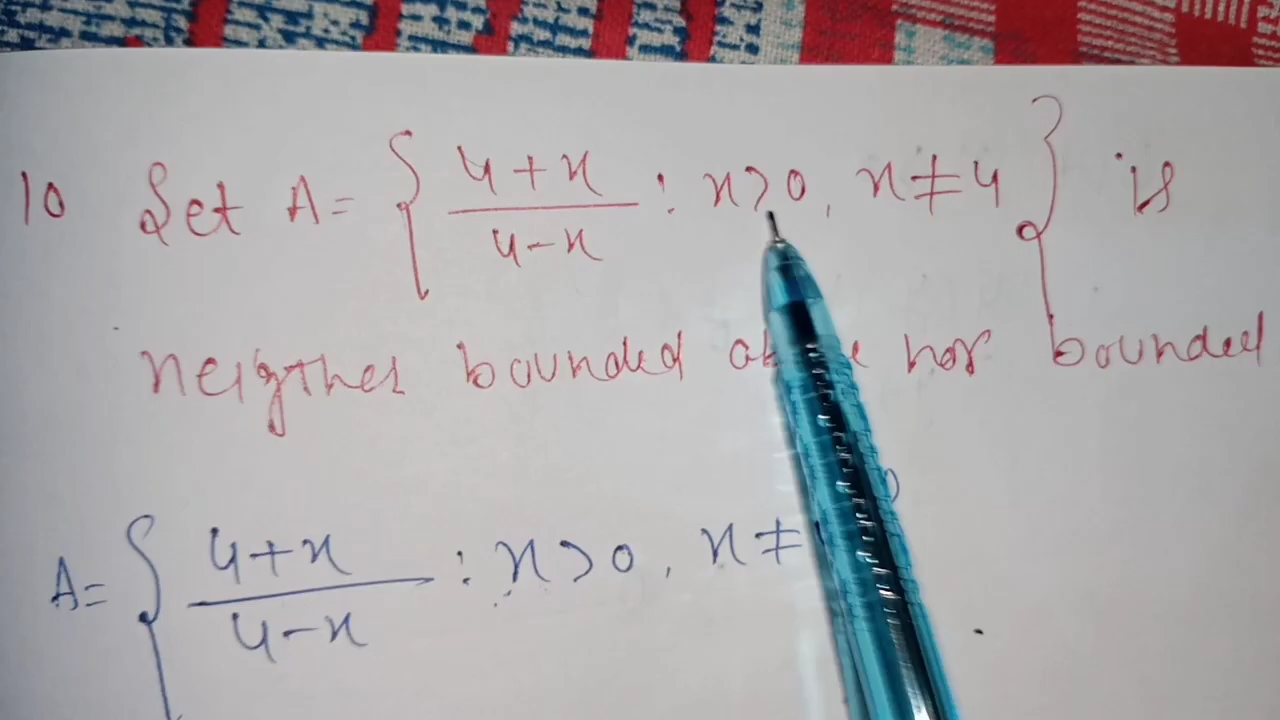 10 Set A = { 4+x / 4-x : x>0, x≠4 } is
neigther bounded nor bounded
A = { 4+x / 4-x : x>0, x≠